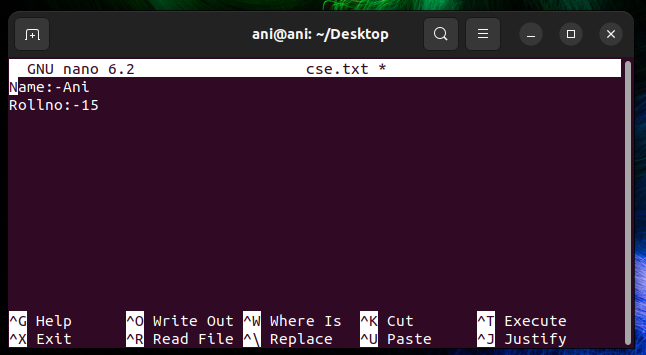 ani@ani: ~/Desktop
GNU nano 6.2 cse.txt *
Name:-Ani
Rollno:-15
^G Help ^O Write Out ^W Where Is ^K Cut ^T Execute
^X Exit ^R Read File ^\ Replace ^U Paste ^J Justify